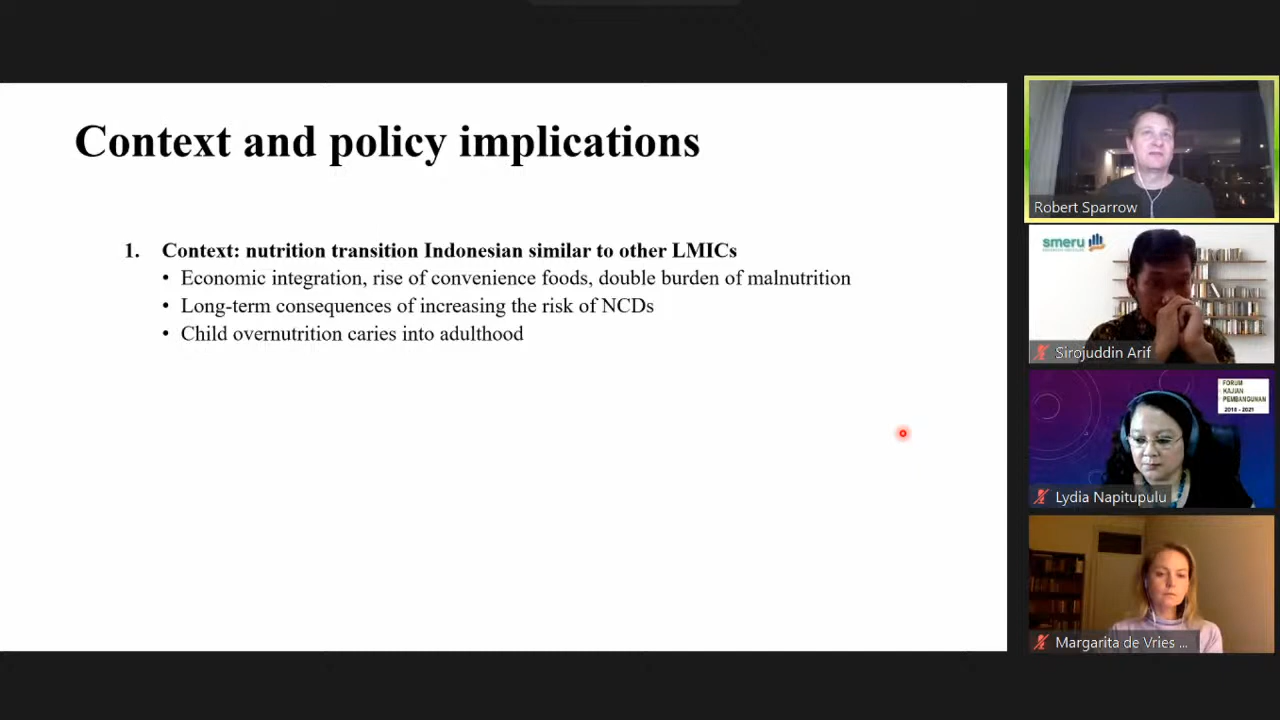 Context and policy implications
1. Context: nutrition transition Indonesian similar to other LMICs
• Economic integration, rise of convenience foods, double burden of malnutrition
• Long-term consequences of increasing the risk of NCDs
• Child overnutrition caries into adulthood
Robert Sparrow
smeru
Sirojuddin Arif
FORUM
KAJIAN
PEMBANGUNAN
2018 - 2021
Lydia Napitupulu
Margarita de Vries ...